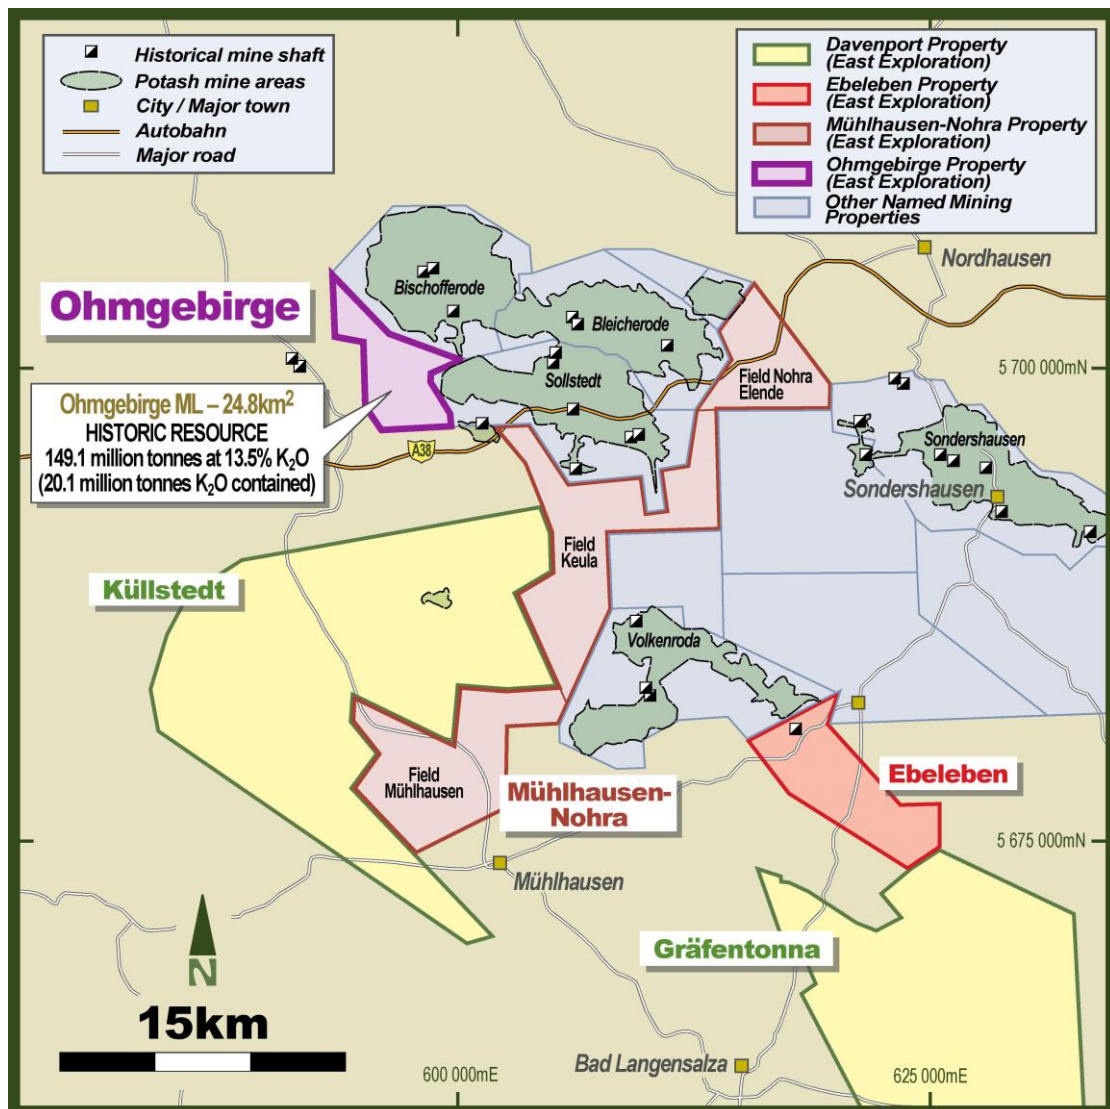 Historical mine shaft
Potash mine areas
City / Major town
Autobahn
Major road
Davenport Property
(East Exploration)
Ebeleben Property
(East Exploration)
Mühlhausen-Nohra Property
(East Exploration)
Ohmgebirge Property
(East Exploration)
Other Named Mining
Properties
Nordhausen
Bischofferode
Ohmgebirge
Bleicherode
5 700 000mN
Sollstedt
Field Nohra
Elende
Ohmgebirge ML – 24.8km²
HISTORIC RESOURCE
149.1 million tonnes at 13.5% K₂O
(20.1 million tonnes K₂O contained)
A38
Sondershausen
Sondershausen
Field
Keula
Küllstedt
Volkenroda
Field
Mühlhausen
Ebeleben
Mühlhausen-
Nohra
5 675 000mN
Mühlhausen
Gräfentonna
N
15km
Bad Langensalza
600 000mE
625 000mE